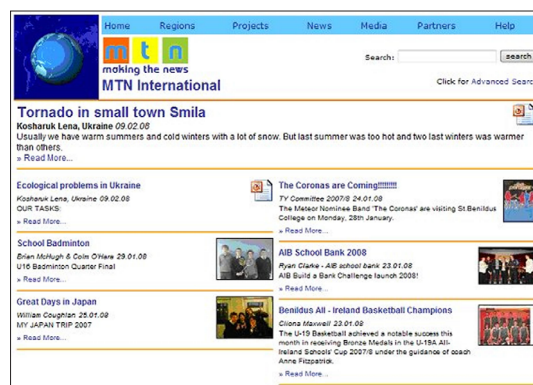 Home Regions Projects News Media Partners Help
mtn
making the news
MTN International
Search: search
Click for Advanced Sear
Tornado in small town Smila
Kosharuk Lena, Ukraine 09.02.08
Usually we have warm summers and cold winters with a lot of snow. But last summer was too hot and two last winters was warmer
than others.
» Read More...
Ecological problems in Ukraine
Kosharuk Lena, Ukraine 09.02.08
OUR TASKS:
» Read More...
School Badminton
Brian McHugh & Colm O'Hare 29.01.08
U16 Badminton Quarter Final
» Read More...
Great Days in Japan
William Coughlan 25.01.08
MY JAPAN TRIP 2007
» Read More...
The Coronas are Coming!!!!!!!!!
TY Committee 2007/8 24.01.08
The Meteor Nominee Band 'The Coronas' are visiting St.Benildus
College on Monday, 28th January.
» Read More...
AIB School Bank 2008
Ryan Clarke - AIB school bank 23.01.08
AIB Build a Bank Challenge launch 2008!
» Read More...
Benildus All - Ireland Basketball Champions
Cliona Maxwell 23.01.08
The U-19 Basketball achieved a notable success this
month in receiving Bronze Medals in the U-19A All-
Ireland Schools' Cup 2007/8 under the guidance of coach
Anne Fitzpatrick.
» Read More...